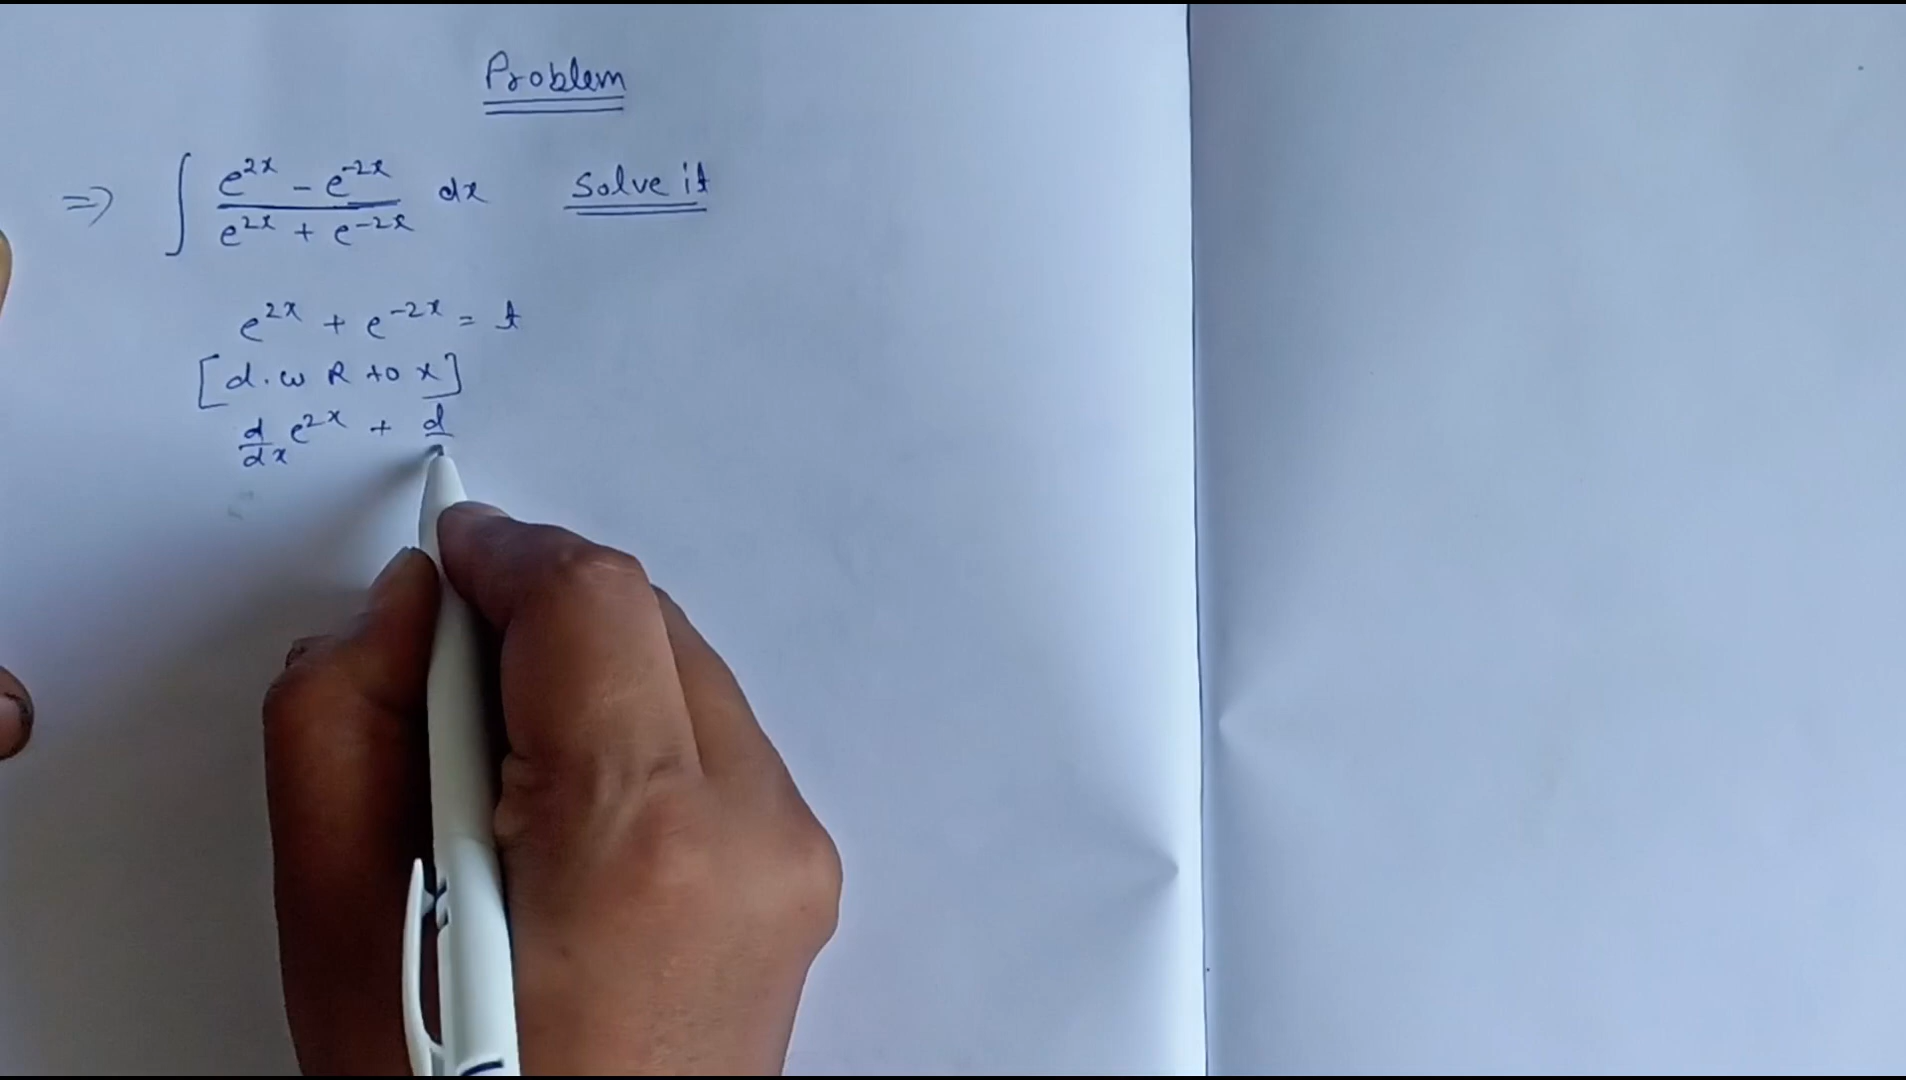 Problem
⇒ ∫ (e^{2x} - e^{-2x})/(e^{2x} + e^{-2x}) dx Solve it
e^{2x} + e^{-2x} = t
[d.w R to x]
d/dx e^{2x} + d/